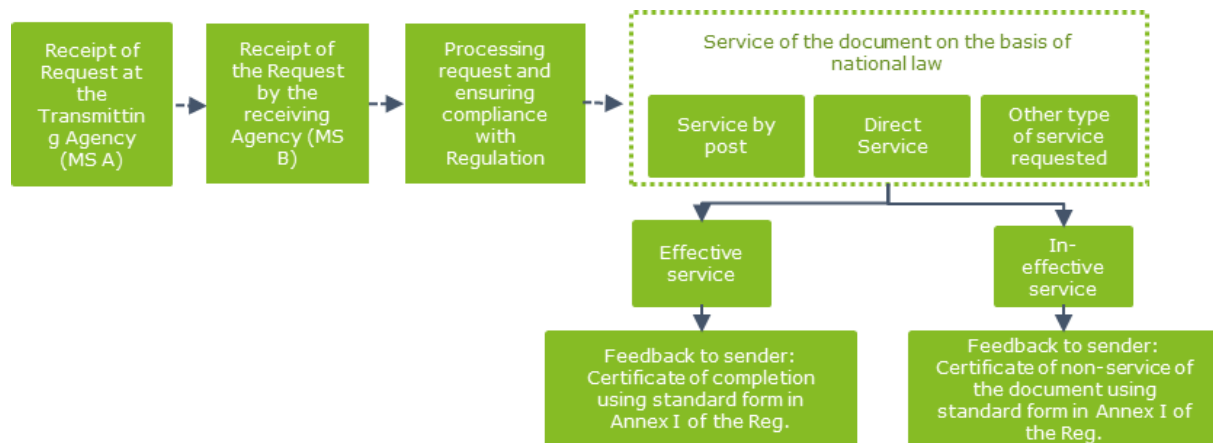 Receipt of
Request at
the
Transmittin
g Agency
(MS A)
Receipt of
the Request
by the
receiving
Agency (MS
B)
Processing
request and
ensuring
compliance
with
Regulation
Service of the document on the basis of
national law
Service by
post
Direct
Service
Other type
of service
requested
Effective
service
In-
effective
service
Feedback to sender:
Certificate of completion
using standard form in
Annex I of the Reg.
Feedback to sender:
Certificate of non-service of
the document using
standard form in Annex I of
the Reg.